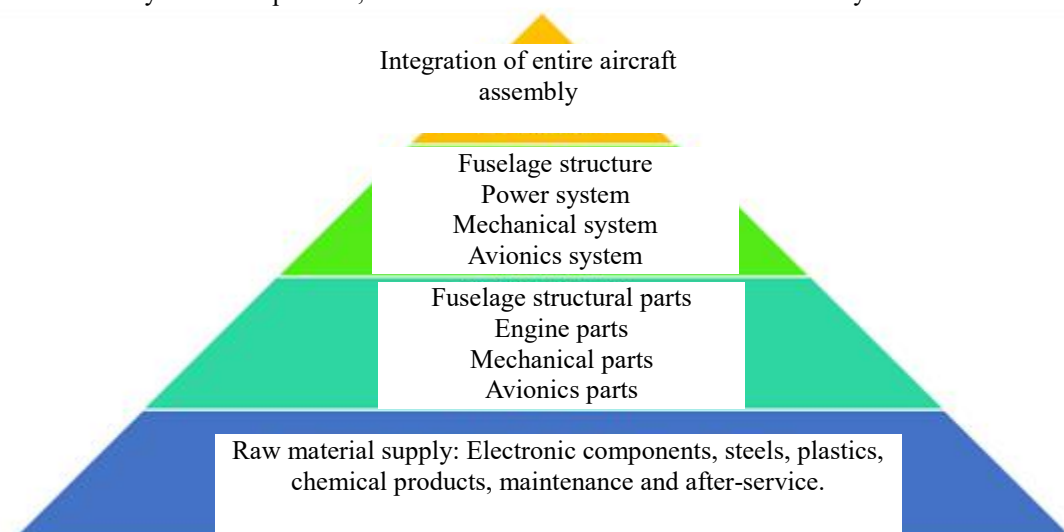 Integration of entire aircraft
assembly
Fuselage structure
Power system
Mechanical system
Avionics system
Fuselage structural parts
Engine parts
Mechanical parts
Avionics parts
Raw material supply: Electronic components, steels, plastics,
chemical products, maintenance and after-service.